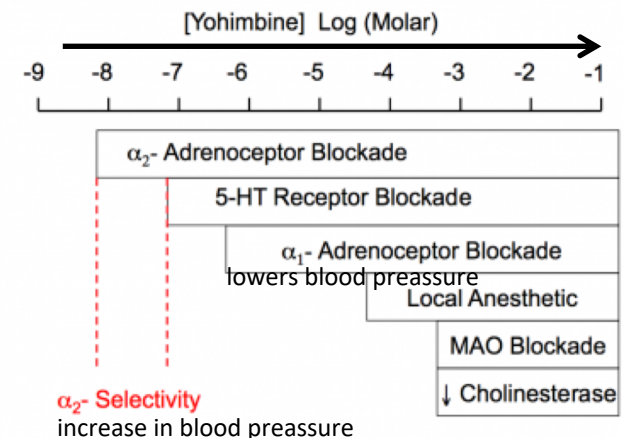 [Yohimbine] Log (Molar)
-9 -8 -7 -6 -5 -4 -3 -2 -1
α2- Adrenoceptor Blockade
5-HT Receptor Blockade
α1- Adrenoceptor Blockade
lowers blood preassure
Local Anesthetic
MAO Blockade
↓ Cholinesterase
α2- Selectivity
increase in blood preassure